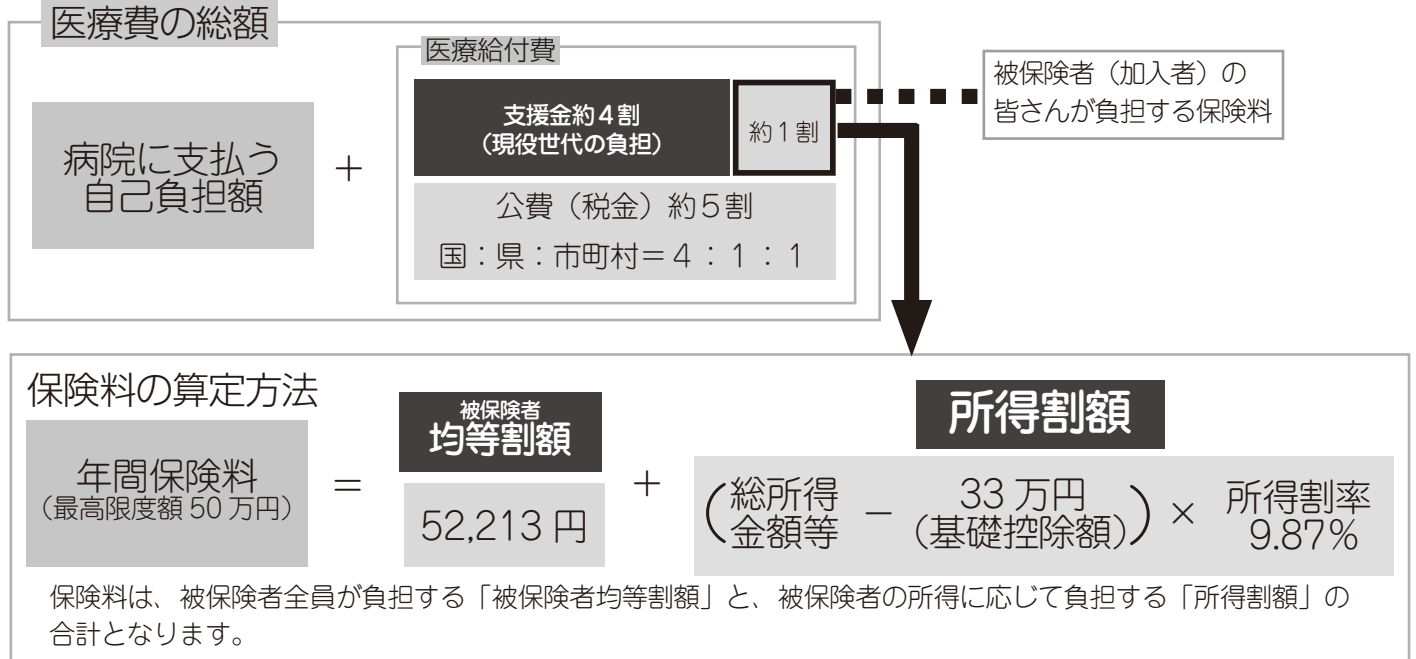 医療費の総額
病院に支払う
自己負担額
＋
医療給付費
支援金約４割
（現役世代の負担）
約１割
公費（税金）約５割
国：県：市町村＝４：１：１
被保険者（加入者）の
皆さんが負担する保険料
保険料の算定方法
年間保険料
（最高限度額 50 万円）
＝
被保険者
均等割額
52,213 円
＋
所得割額
（総所得
金額等
－
33 万円
（基礎控除額））
×
所得割率
9.87%
保険料は、被保険者全員が負担する「被保険者均等割額」と、被保険者の所得に応じて負担する「所得割額」の
合計となります。